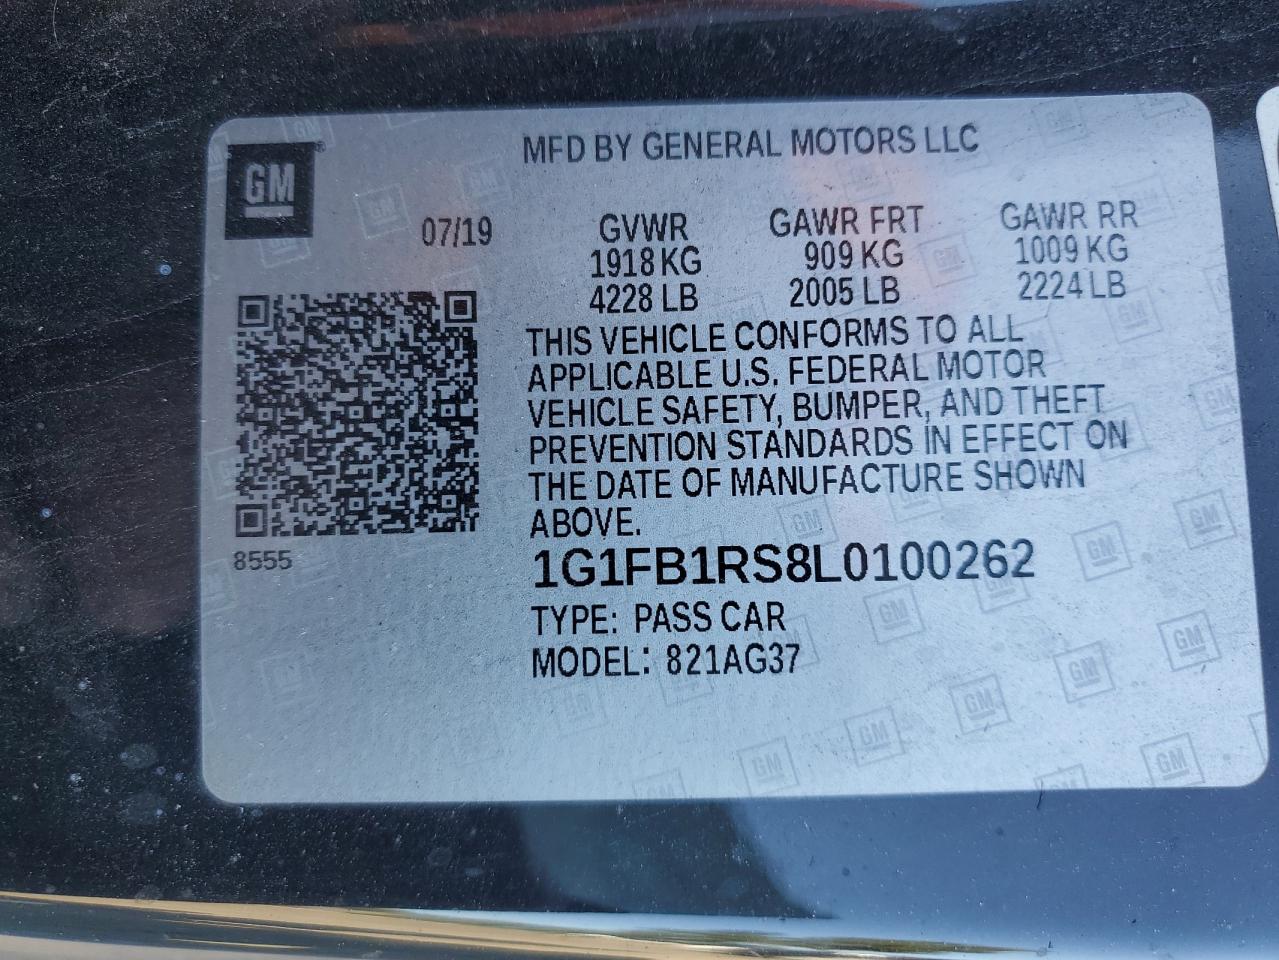 GM
MFD BY GENERAL MOTORS LLC
07/19
GVWR GAWR FRT GAWR RR
1918 KG 909 KG 1009 KG
4228 LB 2005 LB 2224 LB
THIS VEHICLE CONFORMS TO ALL
APPLICABLE U.S. FEDERAL MOTOR
VEHICLE SAFETY, BUMPER, AND THEFT
PREVENTION STANDARDS IN EFFECT ON
THE DATE OF MANUFACTURE SHOWN
ABOVE.
8555
1G1FB1RS8L0100262
TYPE: PASS CAR
MODEL: 821AG37